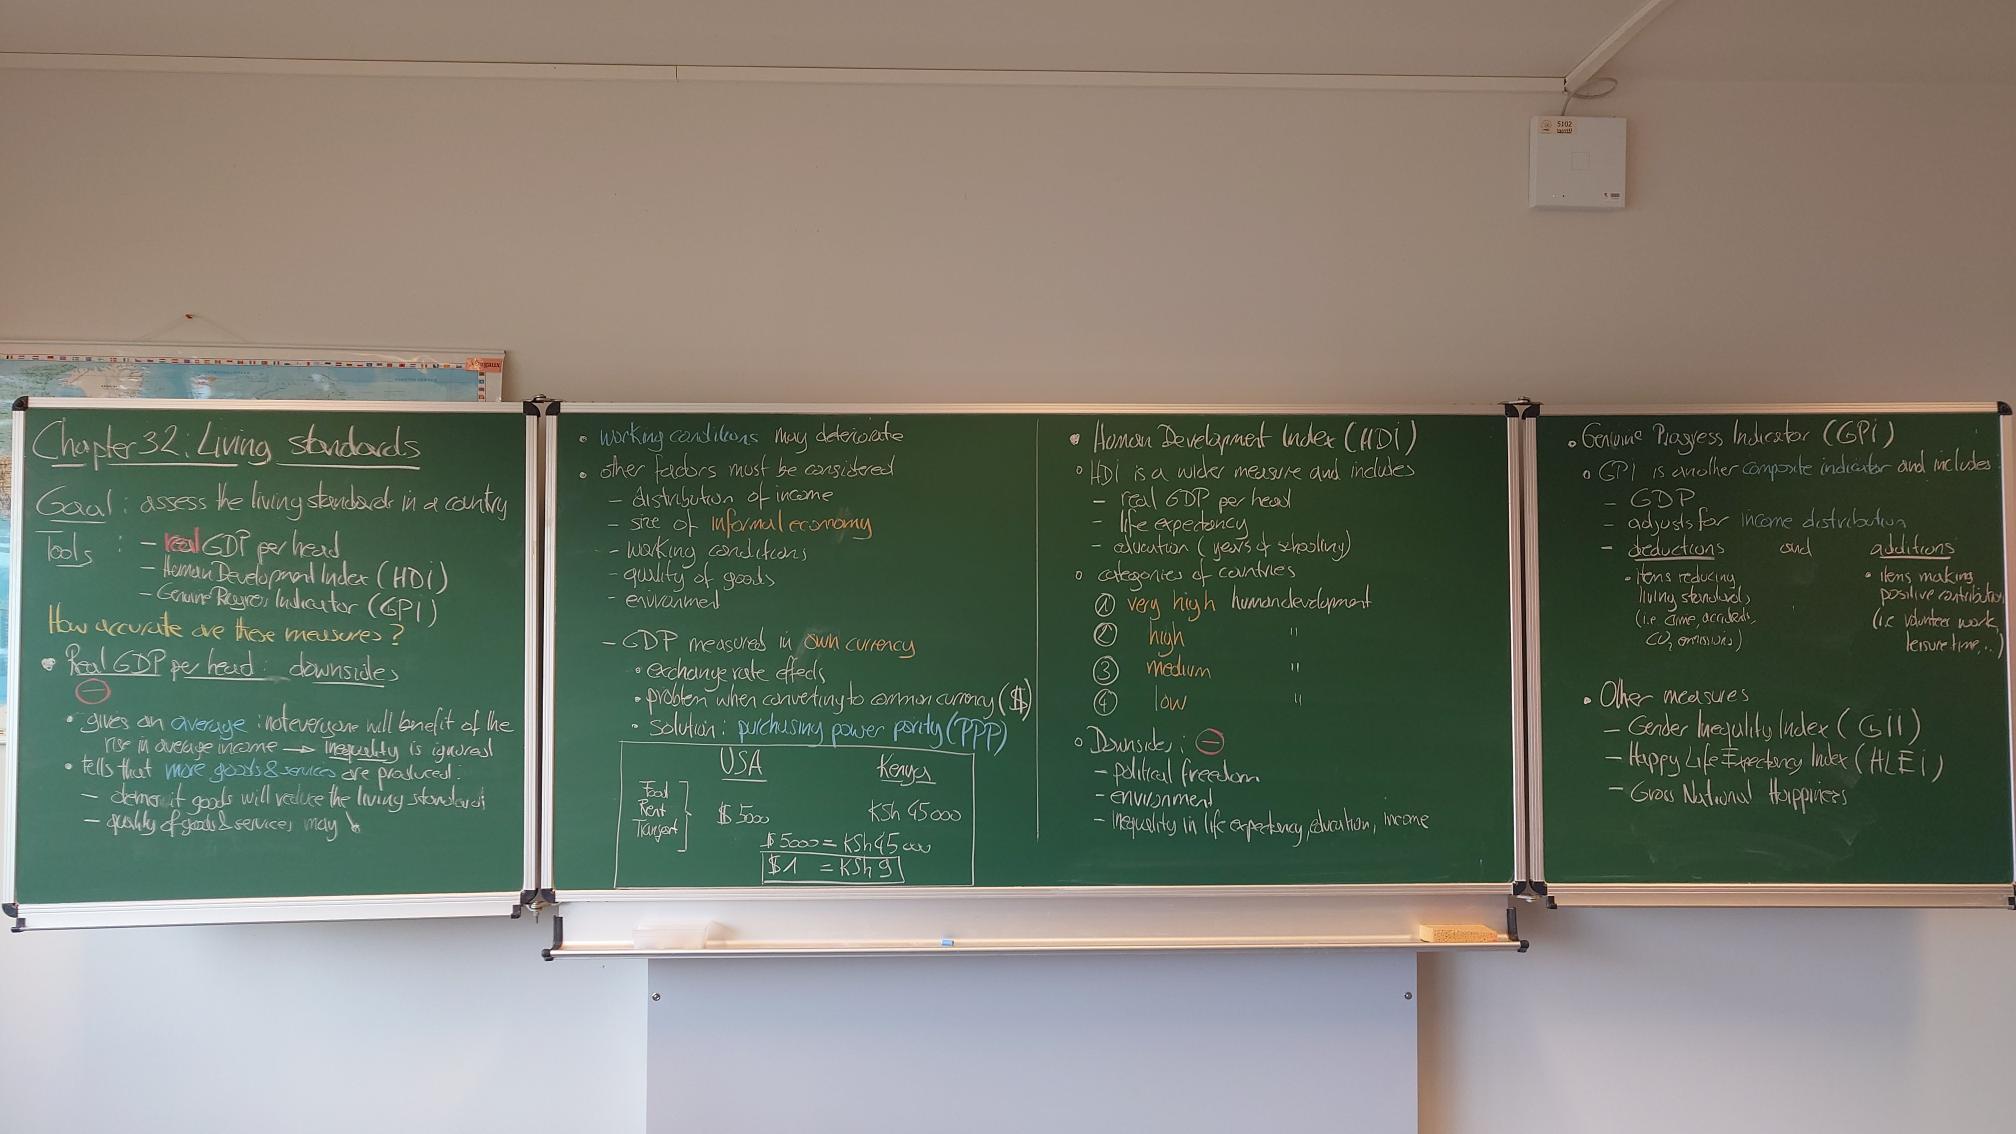 Chapter 32: Living standards
Goal: assess the living standards in a country
Tools: - real GDP per head
- Human Development Index (HDi)
- Genuine Progress Indicator (GPi)
How accurate are these measures?
• Real GDP per head: downsides
⊖
• gives an average: not everyone will benefit of the
rise in average income → inequality is ignored
• tells that more goods & services are produced:
- demerit goods will reduce the living standards
- quality of goods & services may ↘
• working conditions may deteriorate
• other factors must be considered
- distribution of income
- size of informal economy
- working conditions
- quality of goods
- environment
- GDP measured in own currency
• exchange rate effects
• problem when converting to common currency ($)
• Solution: purchasing power parity (PPP)
USA Kenya
Food
Rent
Transport
$ 5000 KSh 45000
$ 5000 = KSh 45 000
$ 1 = KSh 9
• Human Development Index (HDi)
◦ HDi is a wider measure and includes
- real GDP per head
- life expectancy
- education (years of schooling)
◦ categories of countries
① very high human development
② high "
③ medium "
④ low "
◦ Downsides: ⊖
- political freedom
- environment
- inequality in life expectancy, education, income
• Genuine Progress Indicator (GPi)
◦ GPI is another composite indicator and includes
- GDP
- adjusts for income distribution
- deductions and additions
• items reducing
living standards
(i.e crime, accidents,
CO₂ emissions)
• items making
positive contribution
(i.e volunteer work,
leisure time,..)
• Other measures
- Gender Inequality Index (Gii)
- Happy Life Expectancy Index (HLEi)
- Gross National Happiness
5102